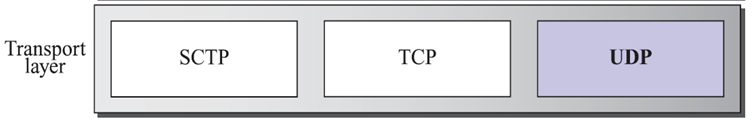 Transport
layer
SCTP
TCP
UDP